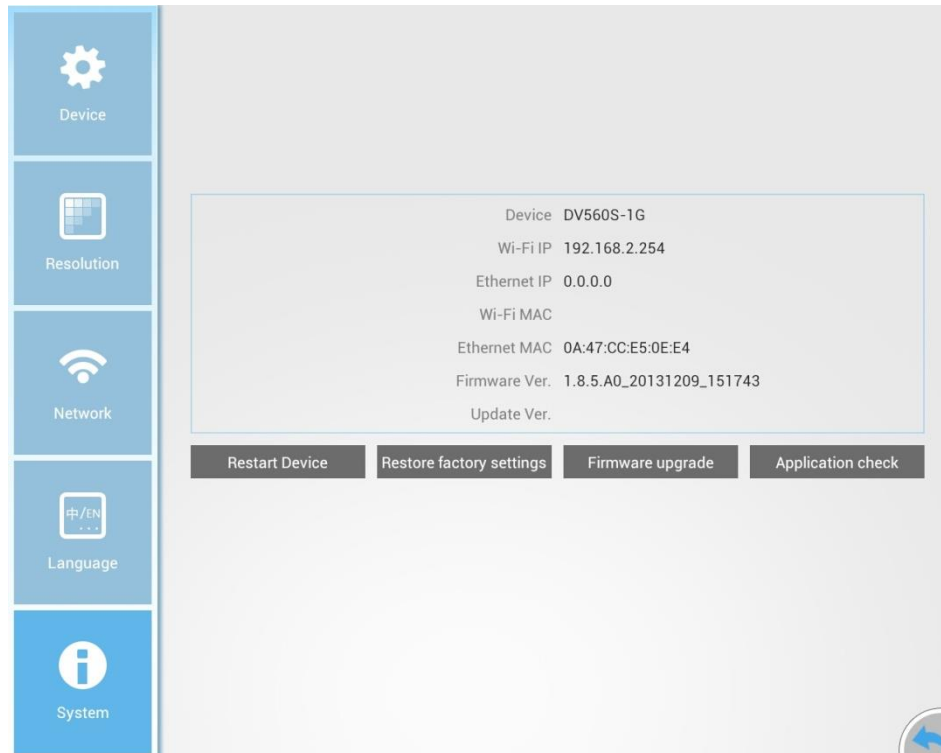 Device
Resolution
Network
中/EN
...
Language
System
Device DV560S-1G
Wi-Fi IP 192.168.2.254
Ethernet IP 0.0.0.0
Wi-Fi MAC
Ethernet MAC 0A:47:CC:E5:0E:E4
Firmware Ver. 1.8.5.A0_20131209_151743
Update Ver.
Restart Device Restore factory settings Firmware upgrade Application check